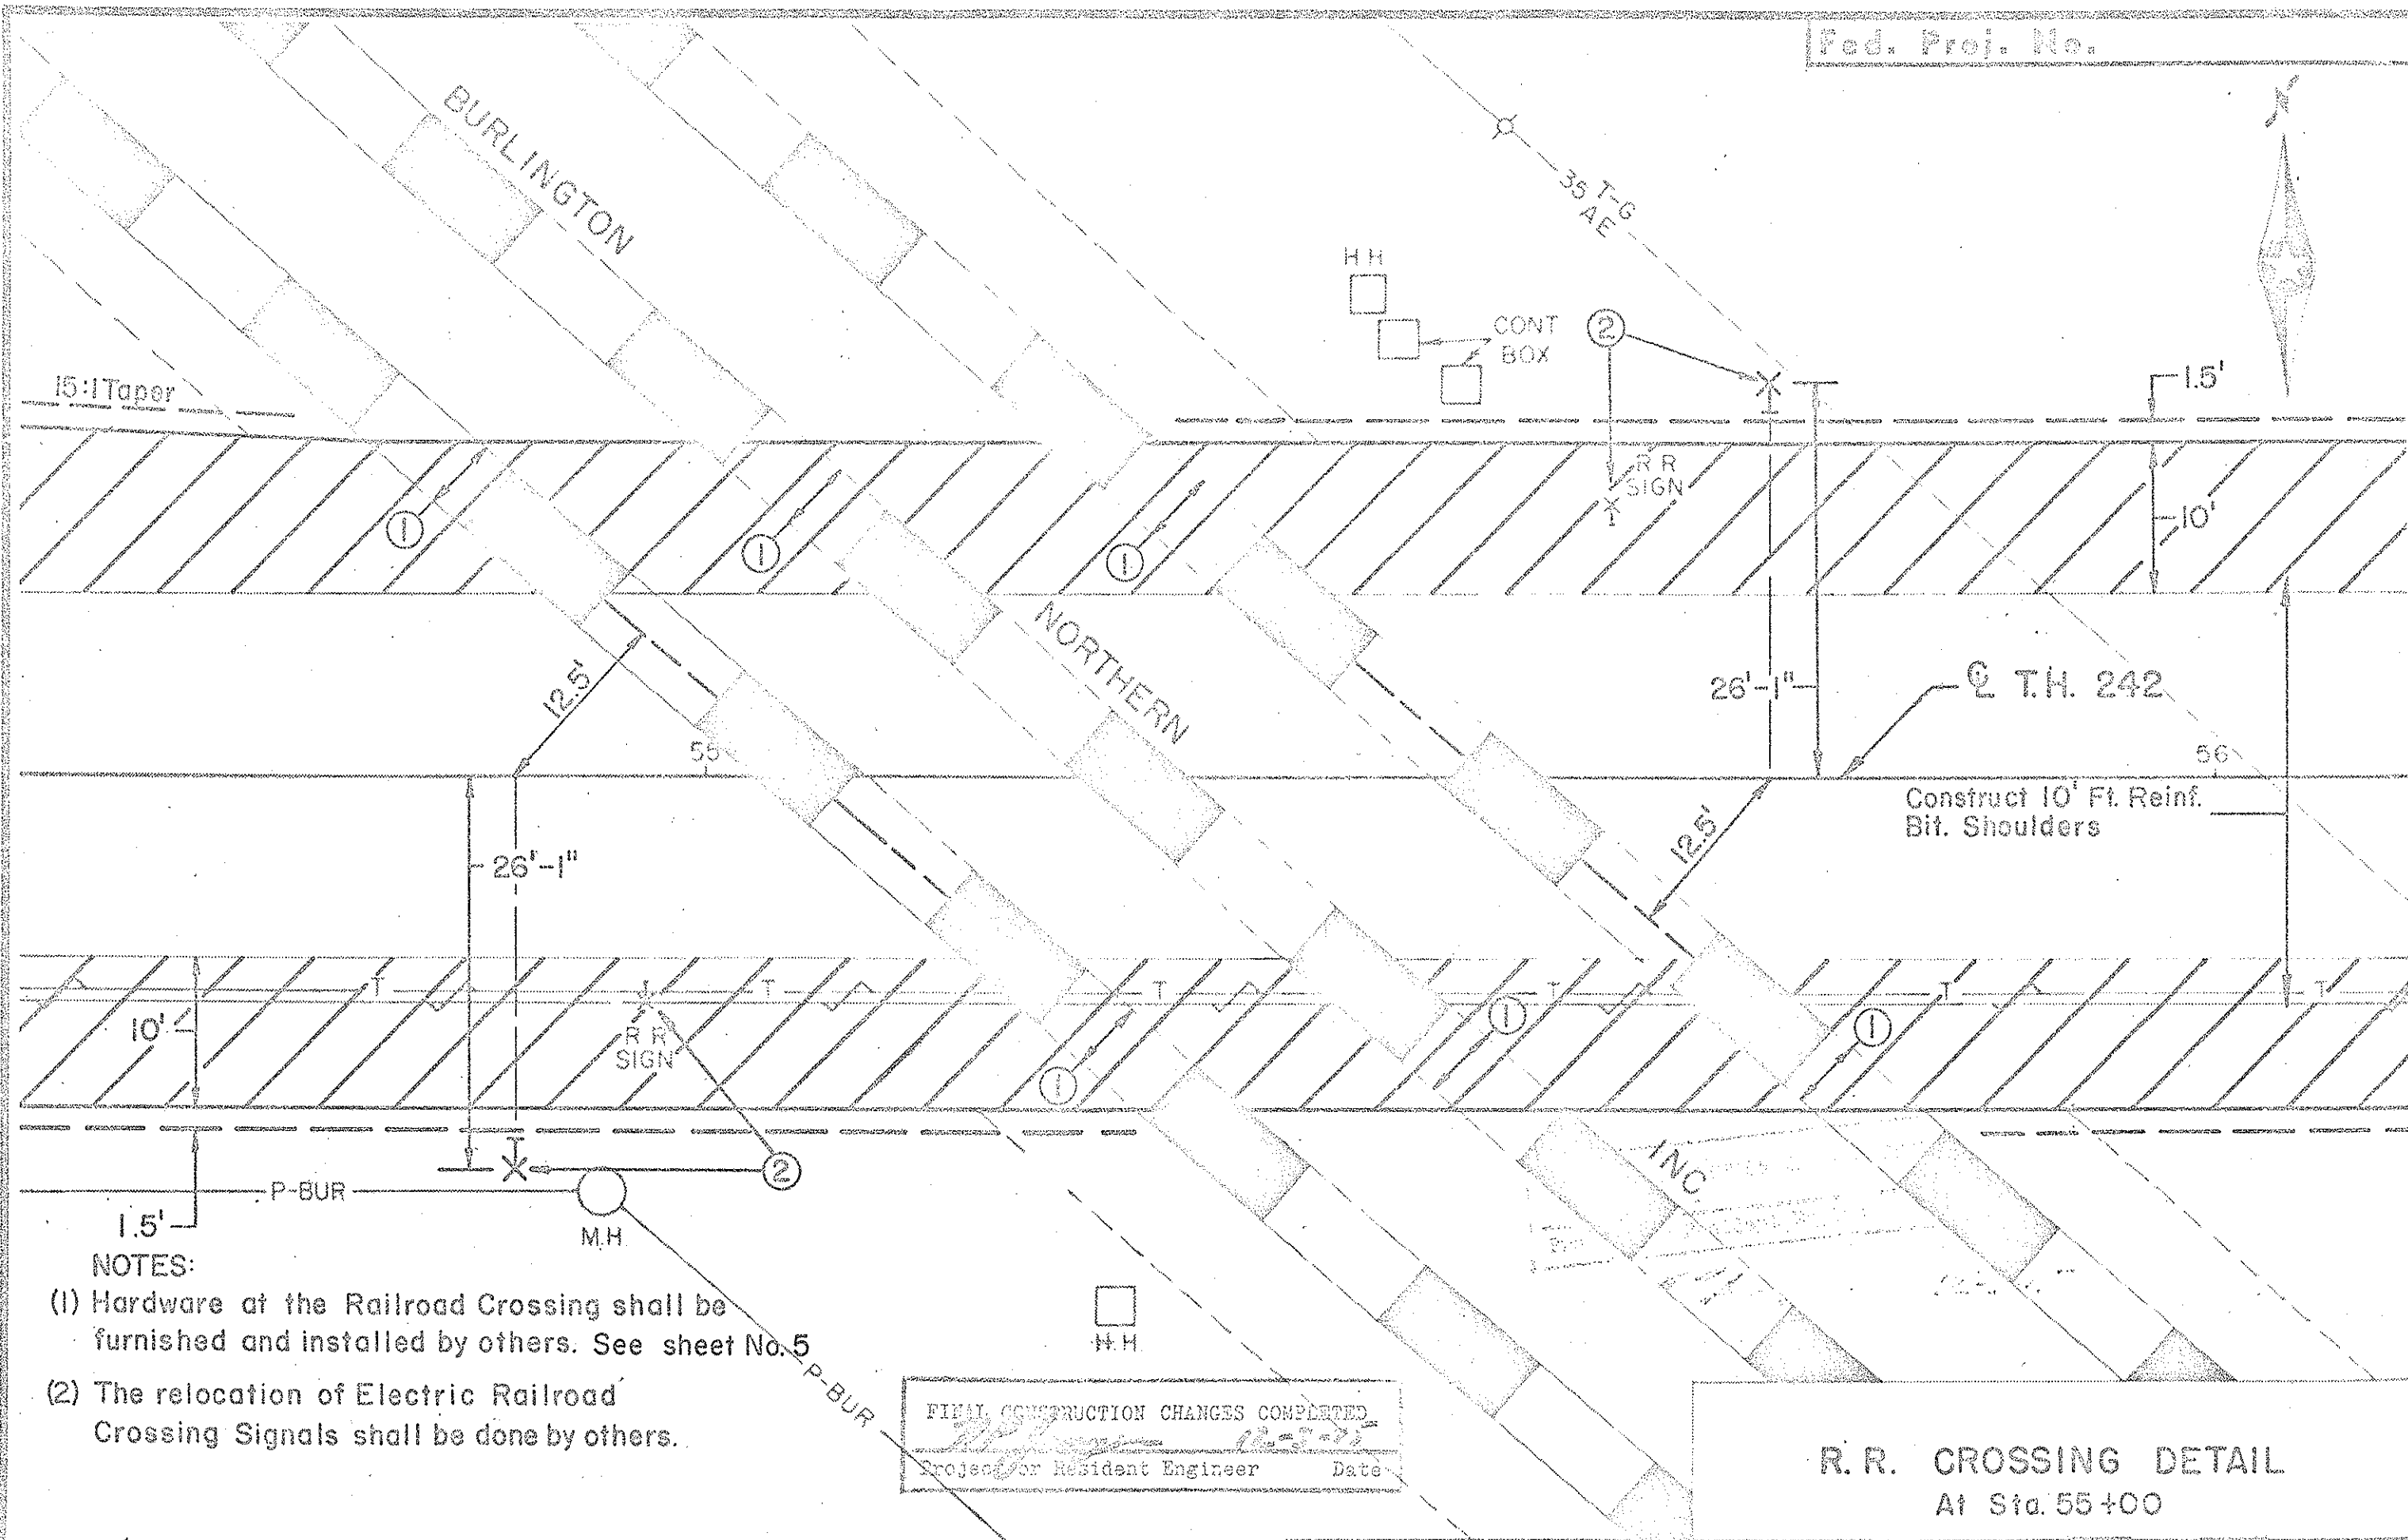 Fed. Proj. No.
N
BURLINGTON
35 T-G
AE
H H
CONT
BOX
2
15:1 Taper
1.5'
R R
SIGN
1
1
1
10'
NORTHERN
12.5'
26'-1"
℄ T.H. 242
55
56
Construct 10' Ft. Reinf.
Bit. Shoulders
26'-1"
12.5'
T
T
T
T
T
T
10'
R R
SIGN
1
1
1
2
P-BUR
M.H.
1.5'
INC.
NOTES:
(1) Hardware at the Railroad Crossing shall be
furnished and installed by others. See sheet No. 5
H H
(2) The relocation of Electric Railroad
Crossing Signals shall be done by others.
P-BUR
FINAL CONSTRUCTION CHANGES COMPLETED
Project or Resident Engineer Date
R. R. CROSSING DETAIL
At Sta. 55+00